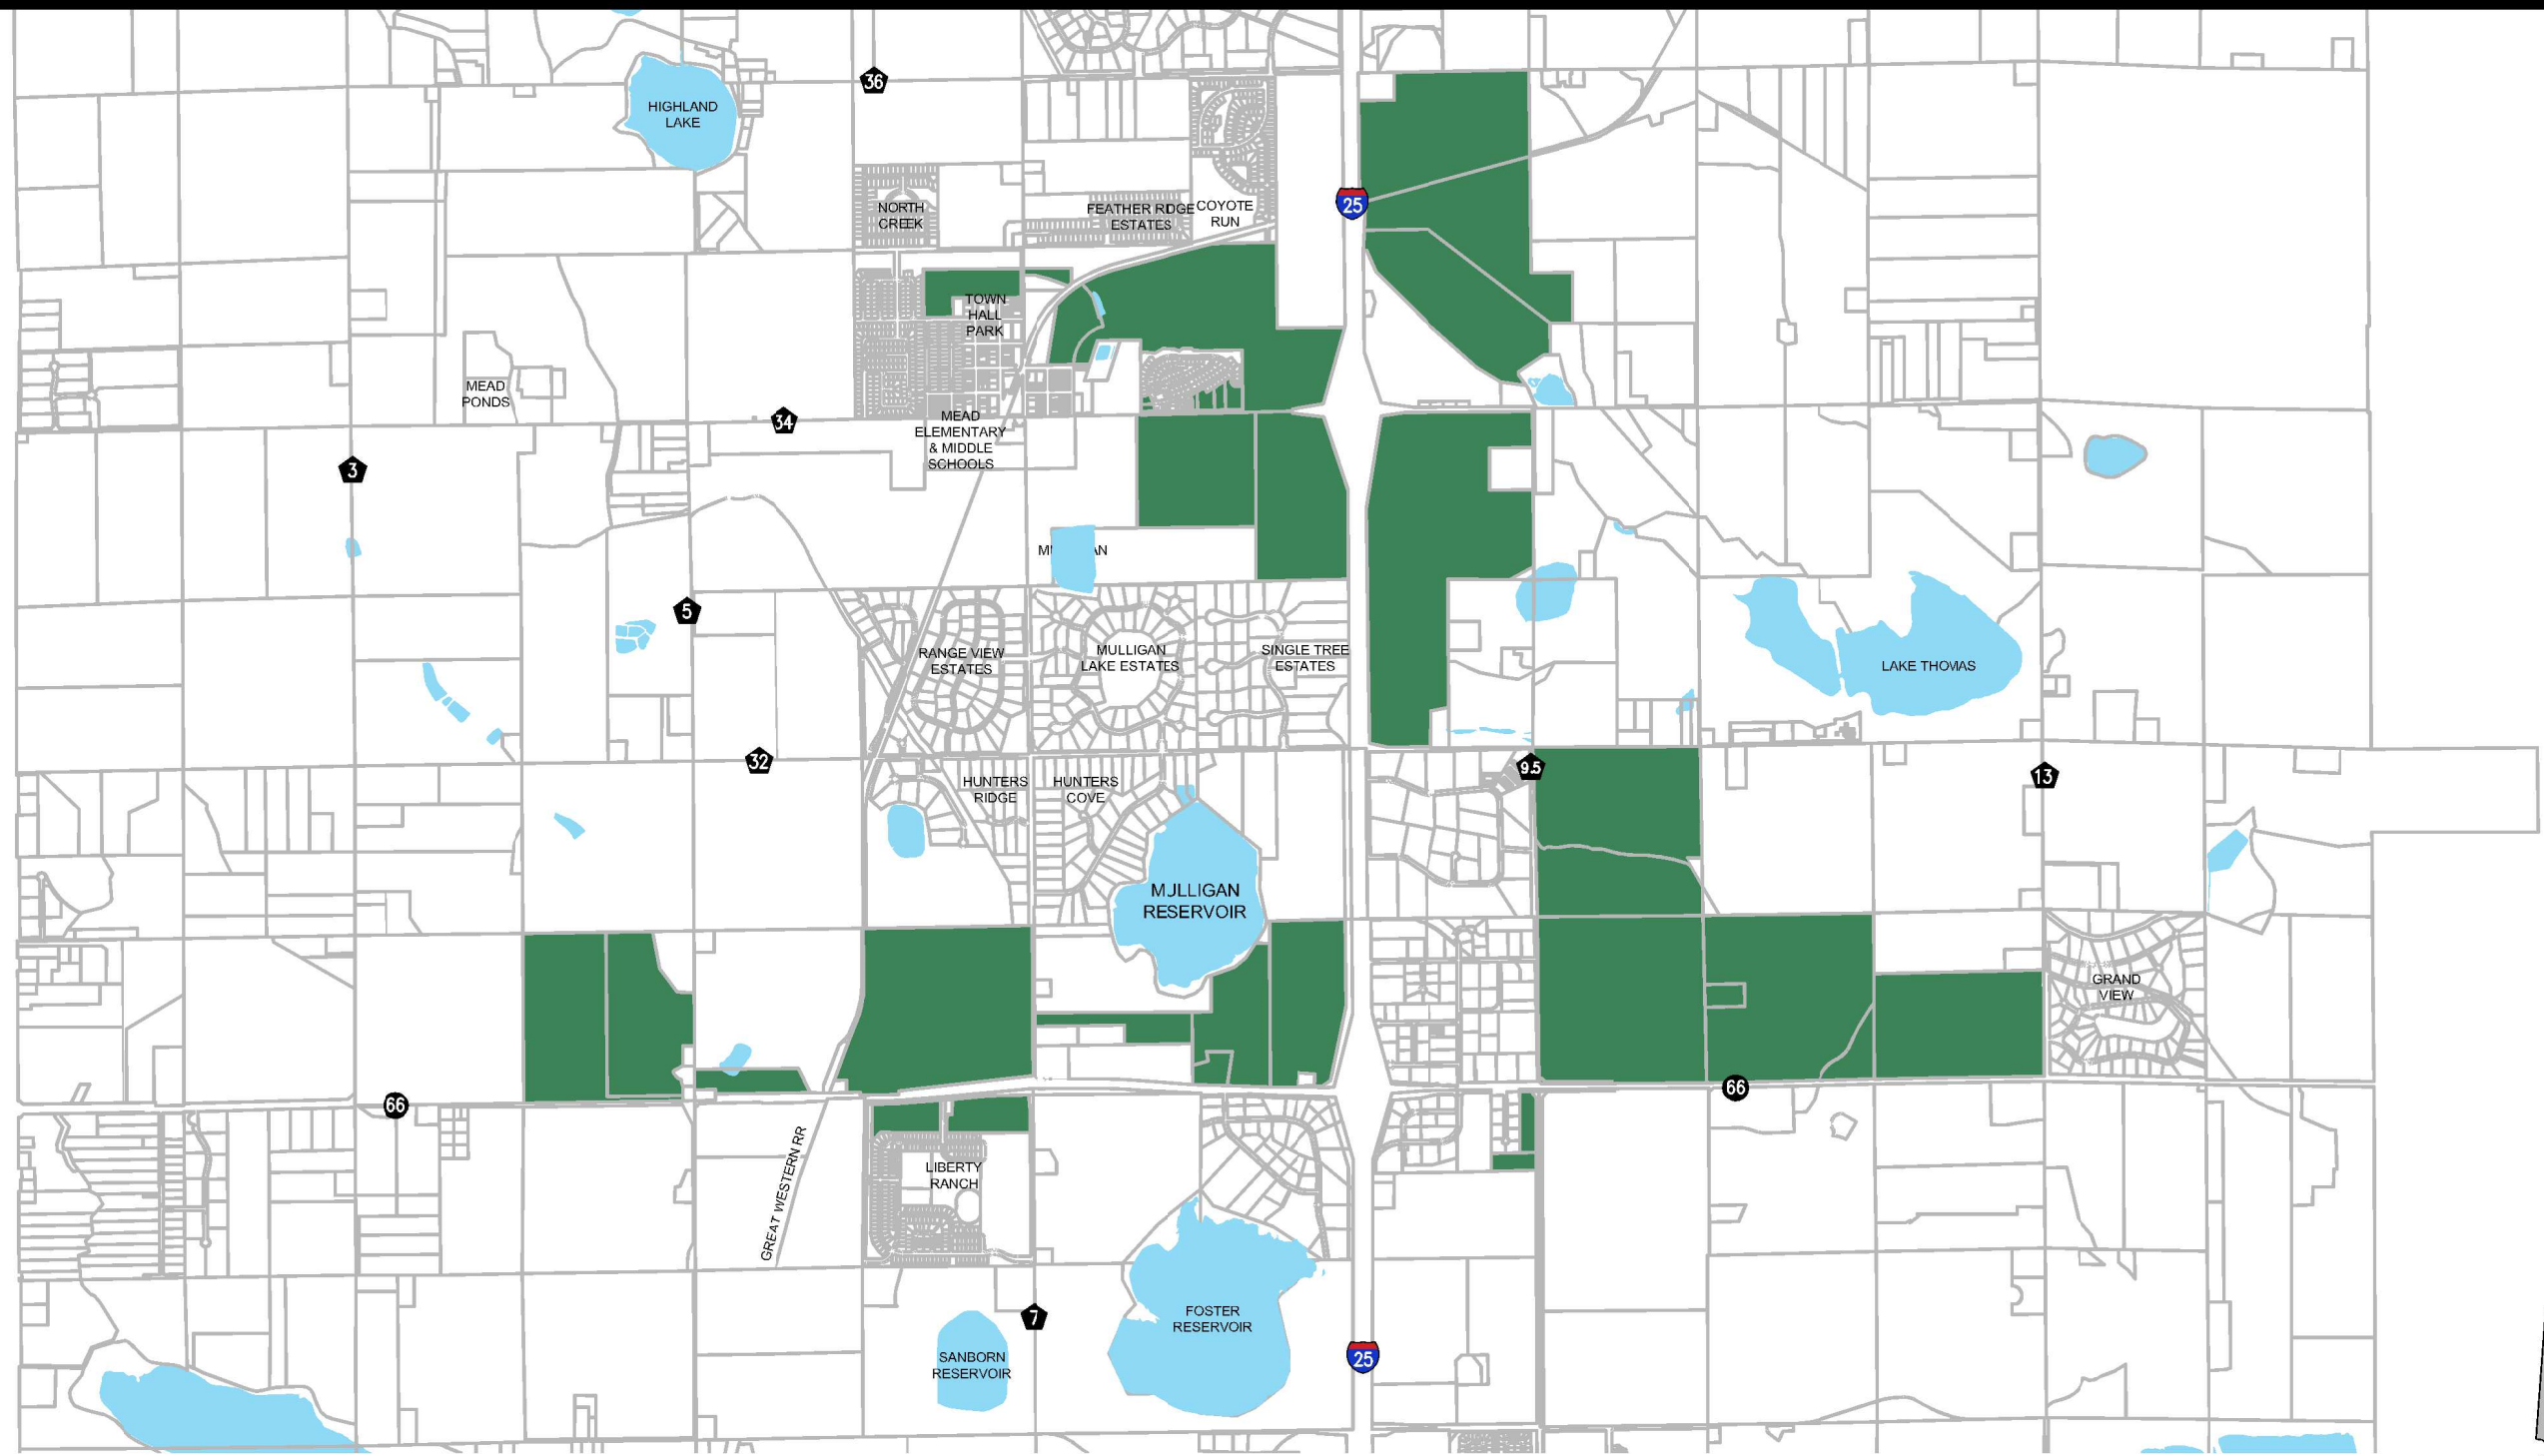 36
HIGHLAND
LAKE
25
NORTH
CREEK
FEATHER RDGE
ESTATES
COYOTE
RUN
TOWN
HALL
PARK
MEAD
PONDS
34
MEAD
ELEMENTARY
& MIDDLE
SCHOOLS
3
5
RANGE VIEW
ESTATES
MULLIGAN
LAKE ESTATES
SINGLE TREE
ESTATES
LAKE THOMAS
32
HUNTERS
RIDGE
HUNTERS
COVE
9.5
13
MULLIGAN
RESERVOIR
GRAND
VIEW
66
66
GREAT WESTERN RR
LIBERTY
RANCH
7
FOSTER
RESERVOIR
25
SANBORN
RESERVOIR